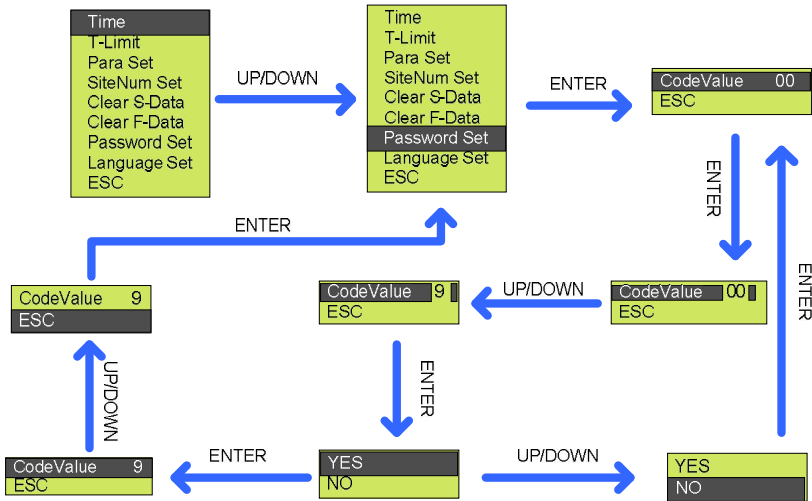 Time
T-Limit
Para Set
SiteNum Set
Clear S-Data
Clear F-Data
Password Set
Language Set
ESC
UP/DOWN
Time
T-Limit
Para Set
SiteNum Set
Clear S-Data
Clear F-Data
Password Set
Language Set
ESC
ENTER
CodeValue 00
ESC
ENTER
ENTER
CodeValue 00
ESC
UP/DOWN
CodeValue 9
ESC
ENTER
YES
NO
UP/DOWN
YES
NO
ENTER
ENTER
CodeValue 9
ESC
UP/DOWN
CodeValue 9
ESC